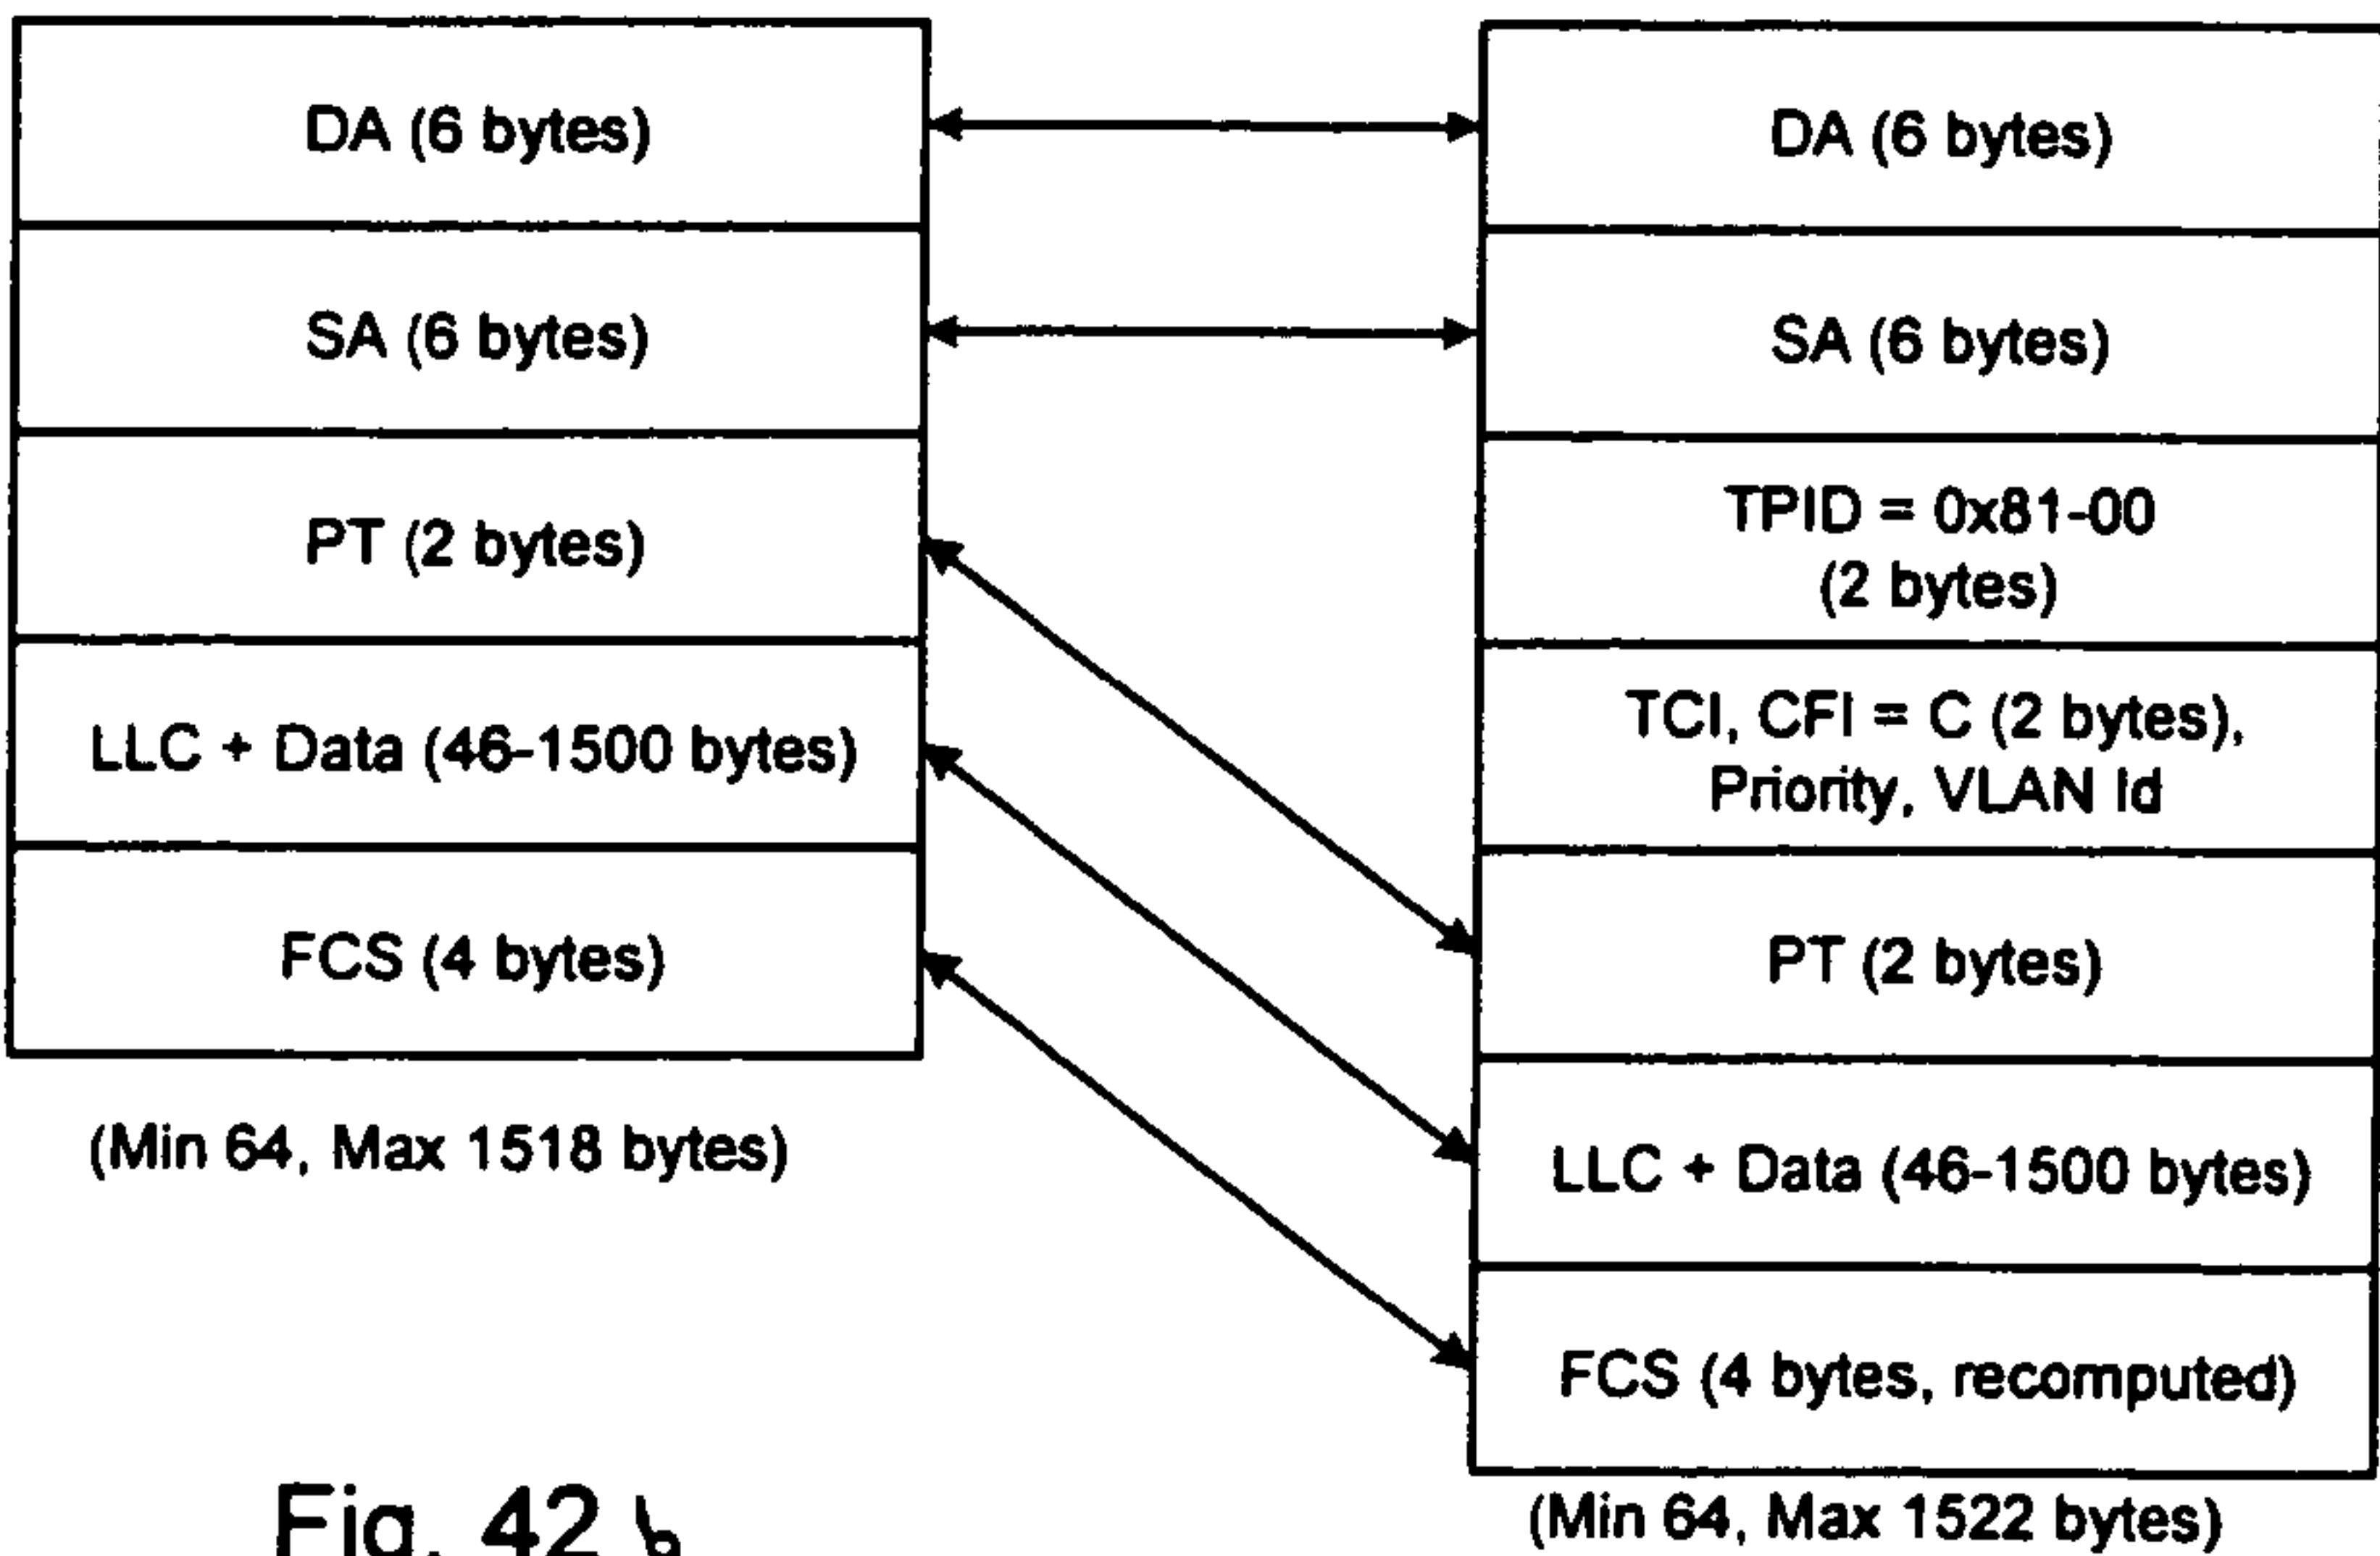 DA (6 bytes)
SA (6 bytes)
PT (2 bytes)
LLC + Data (46-1500 bytes)
FCS (4 bytes)
(Min 64, Max 1518 bytes)
DA (6 bytes)
SA (6 bytes)
TPID = 0x81-00
(2 bytes)
TCI, CFI = C (2 bytes),
Priority, VLAN Id
PT (2 bytes)
LLC + Data (46-1500 bytes)
FCS (4 bytes, recomputed)
(Min 64, Max 1522 bytes)
Fig. 42 b